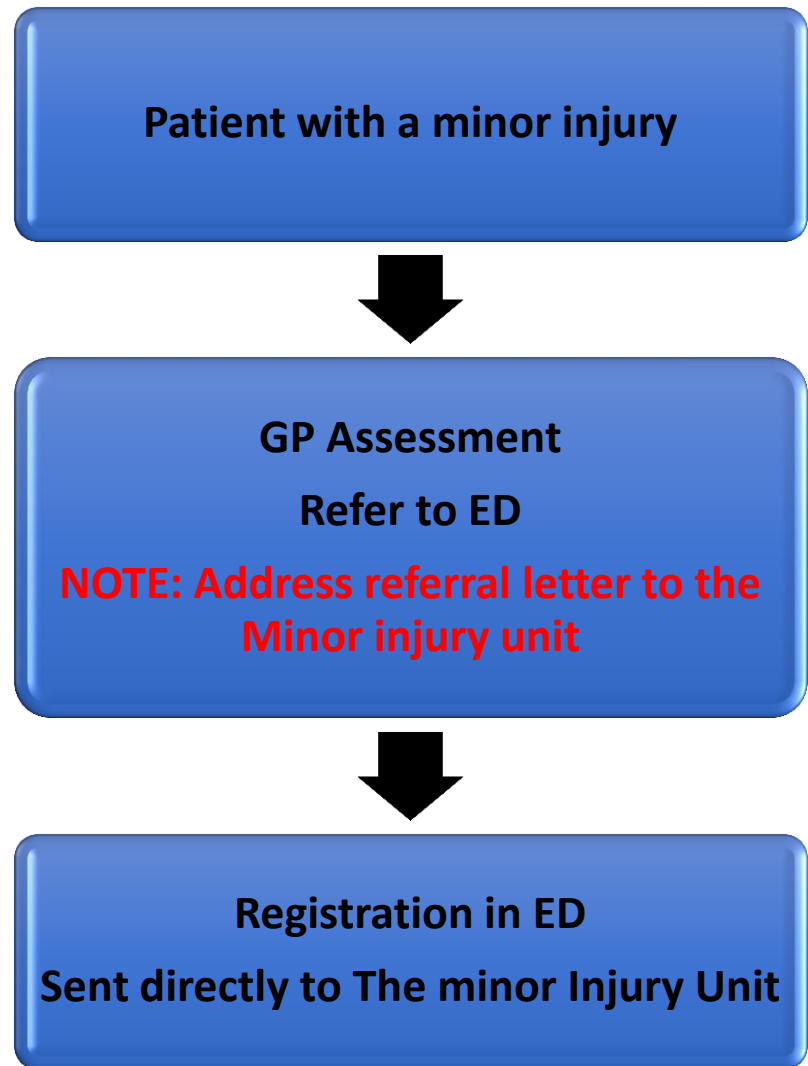 Patient with a minor injury
GP Assessment
Refer to ED
NOTE: Address referral letter to the
Minor injury unit
Registration in ED
Sent directly to The minor Injury Unit